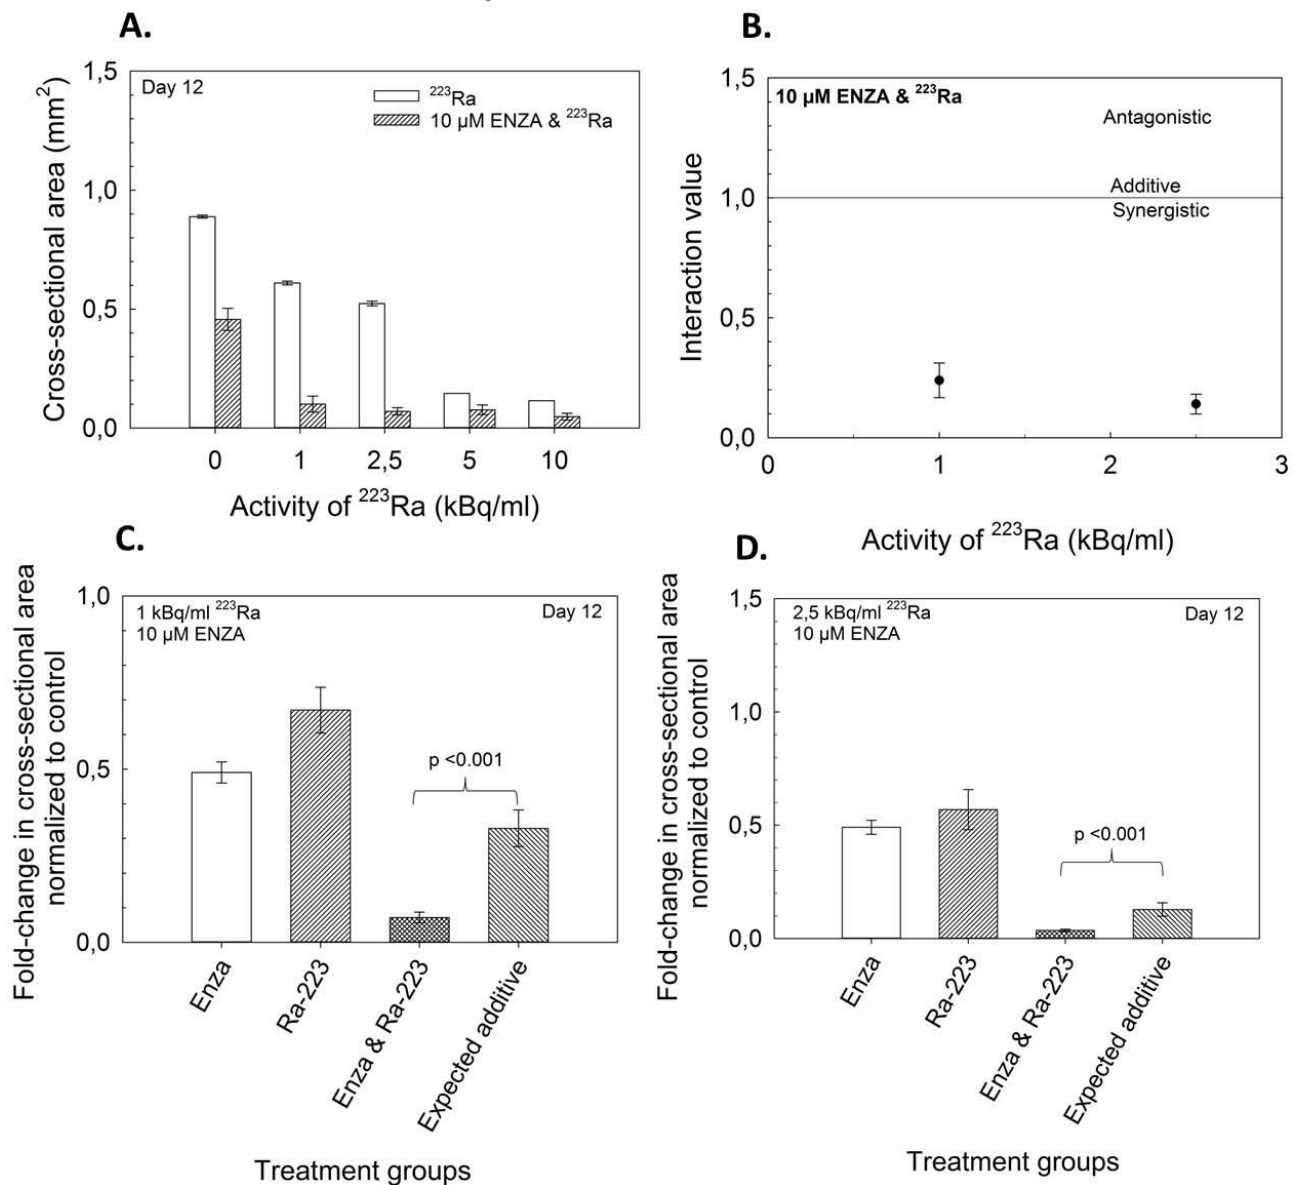 A.
1,5
1,0
0,5
0,0
Cross-sectional area (mm²)
Day 12
²²³Ra
10 µM ENZA & ²²³Ra
0 1 2,5 5 10
Activity of ²²³Ra (kBq/ml)
B.
1,5
1,0
0,5
0,0
Interaction value
10 µM ENZA & ²²³Ra
Antagonistic
Additive
Synergistic
0 1 2 3
Activity of ²²³Ra (kBq/ml)
C.
1,0
0,5
0,0
Fold-change in cross-sectional area
normalized to control
1 kBq/ml ²²³Ra
10 µM ENZA
Day 12
p <0.001
Enza
Ra-223
Enza & Ra-223
Expected additive
Treatment groups
D.
1,5
1,0
0,5
0,0
Fold-change in cross-sectional area
normalized to control
2,5 kBq/ml ²²³Ra
10 µM ENZA
Day 12
p <0.001
Enza
Ra-223
Enza & Ra-223
Expected additive
Treatment groups